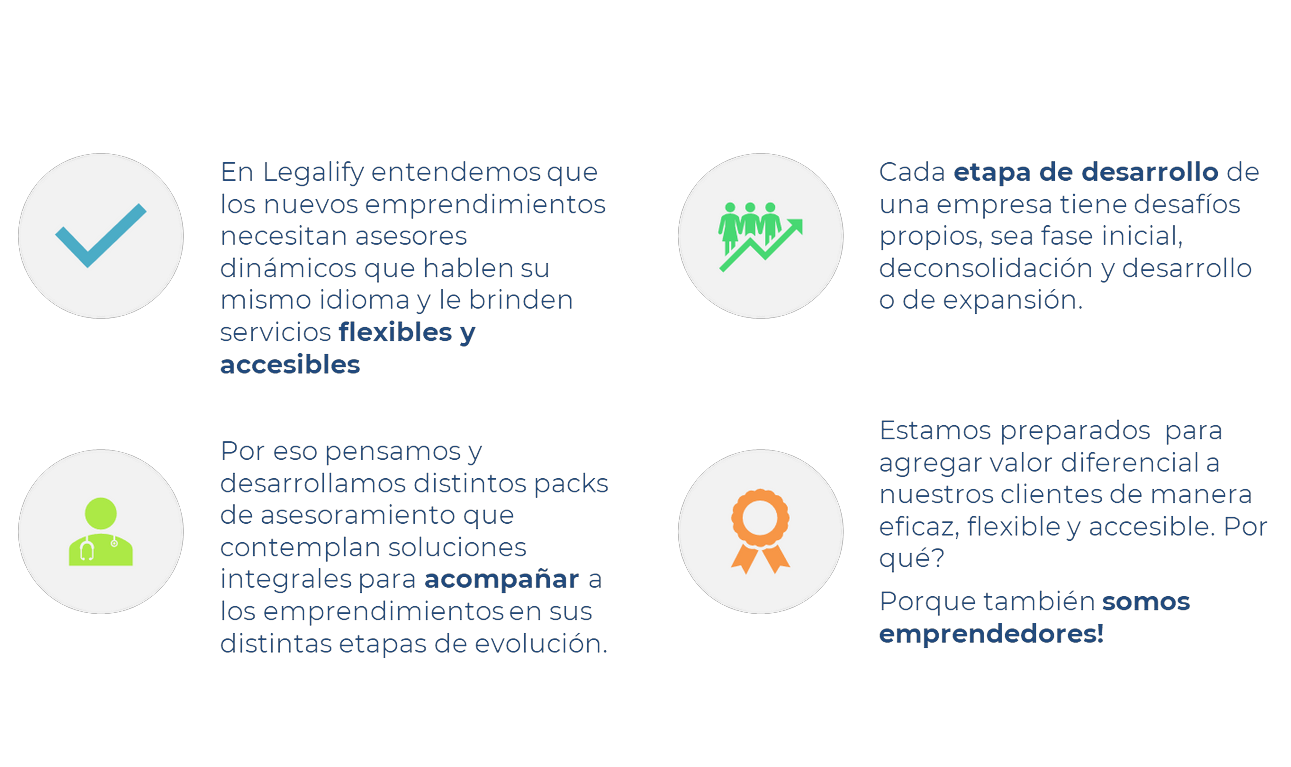 En Legalify entendemos que
los nuevos emprendimientos
necesitan asesores
dinámicos que hablen su
mismo idioma y le brinden
servicios flexibles y
accesibles
Cada etapa de desarrollo de
una empresa tiene desafíos
propios, sea fase inicial,
deconsolidación y desarrollo
o de expansión.
Por eso pensamos y
desarrollamos distintos packs
de asesoramiento que
contemplan soluciones
integrales para acompañar a
los emprendimientos en sus
distintas etapas de evolución.
Estamos preparados  para
agregar valor diferencial a
nuestros clientes de manera
eficaz, flexible y accesible. Por
qué?
Porque también somos
emprendedores!